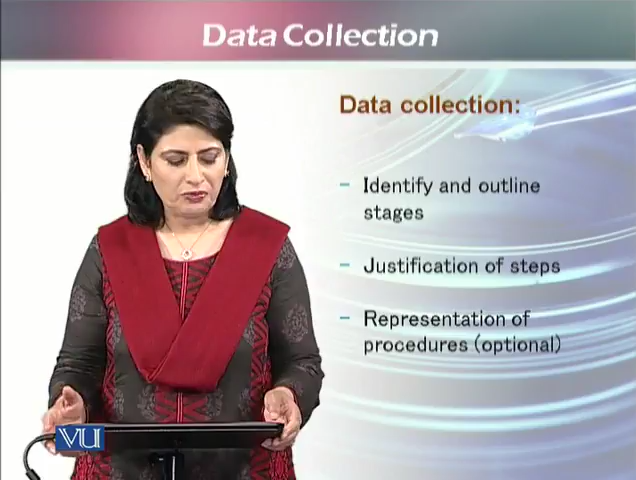 Data Collection
Data collection:
- Identify and outline
stages
- Justification of steps
- Representation of
procedures (optional)
VU